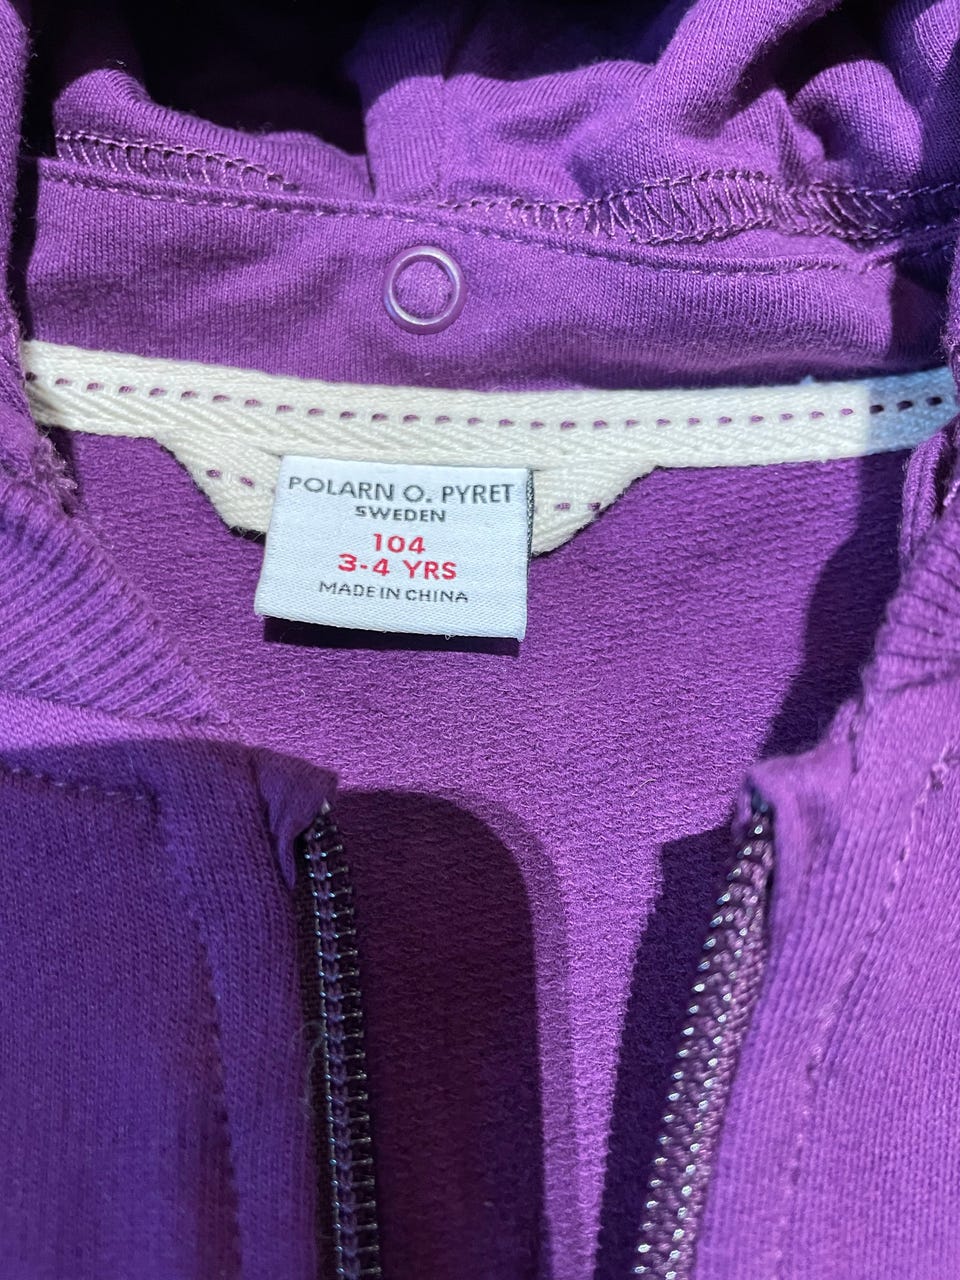 POLARN O. PYRET
SWEDEN
104
3-4 YRS
MADE IN CHINA